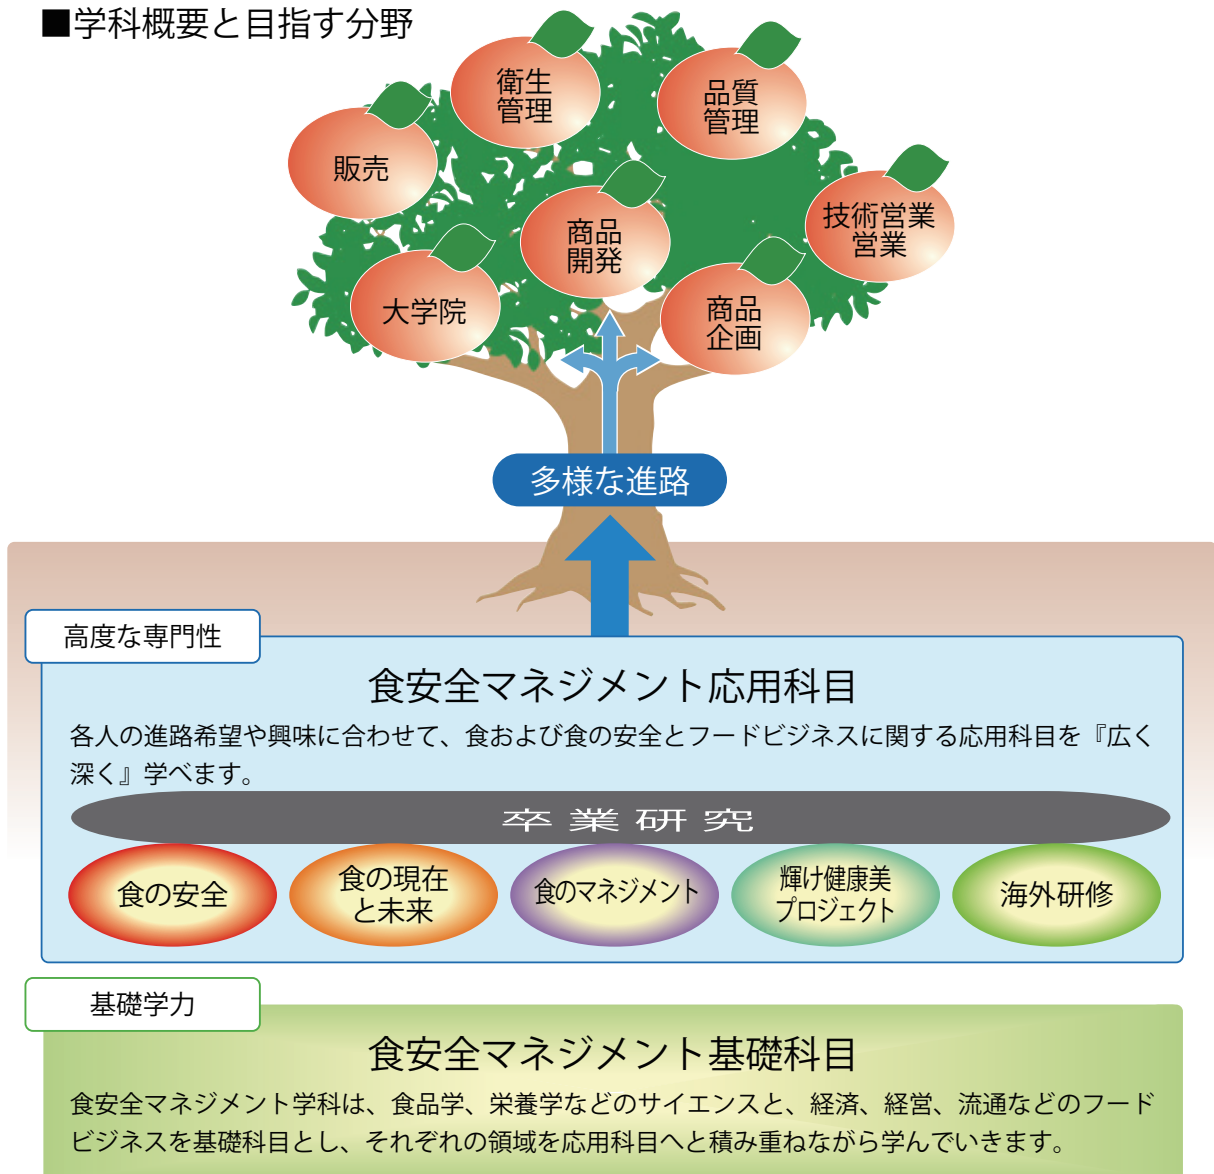 ■学科概要と目指す分野
衛生
管理
品質
管理
販売
技術営業
営業
商品
開発
大学院
商品
企画
多様な進路
高度な専門性
食安全マネジメント応用科目
各人の進路希望や興味に合わせて、食および食の安全とフードビジネスに関する応用科目を『広く
深く』学べます。
卒業研究
食の安全
食の現在
と未来
食のマネジメント
輝け健康美
プロジェクト
海外研修
基礎学力
食安全マネジメント基礎科目
食安全マネジメント学科は、食品学、栄養学などのサイエンスと、経済、経営、流通などのフード
ビジネスを基礎科目とし、それぞれの領域を応用科目へと積み重ねながら学んでいきます。